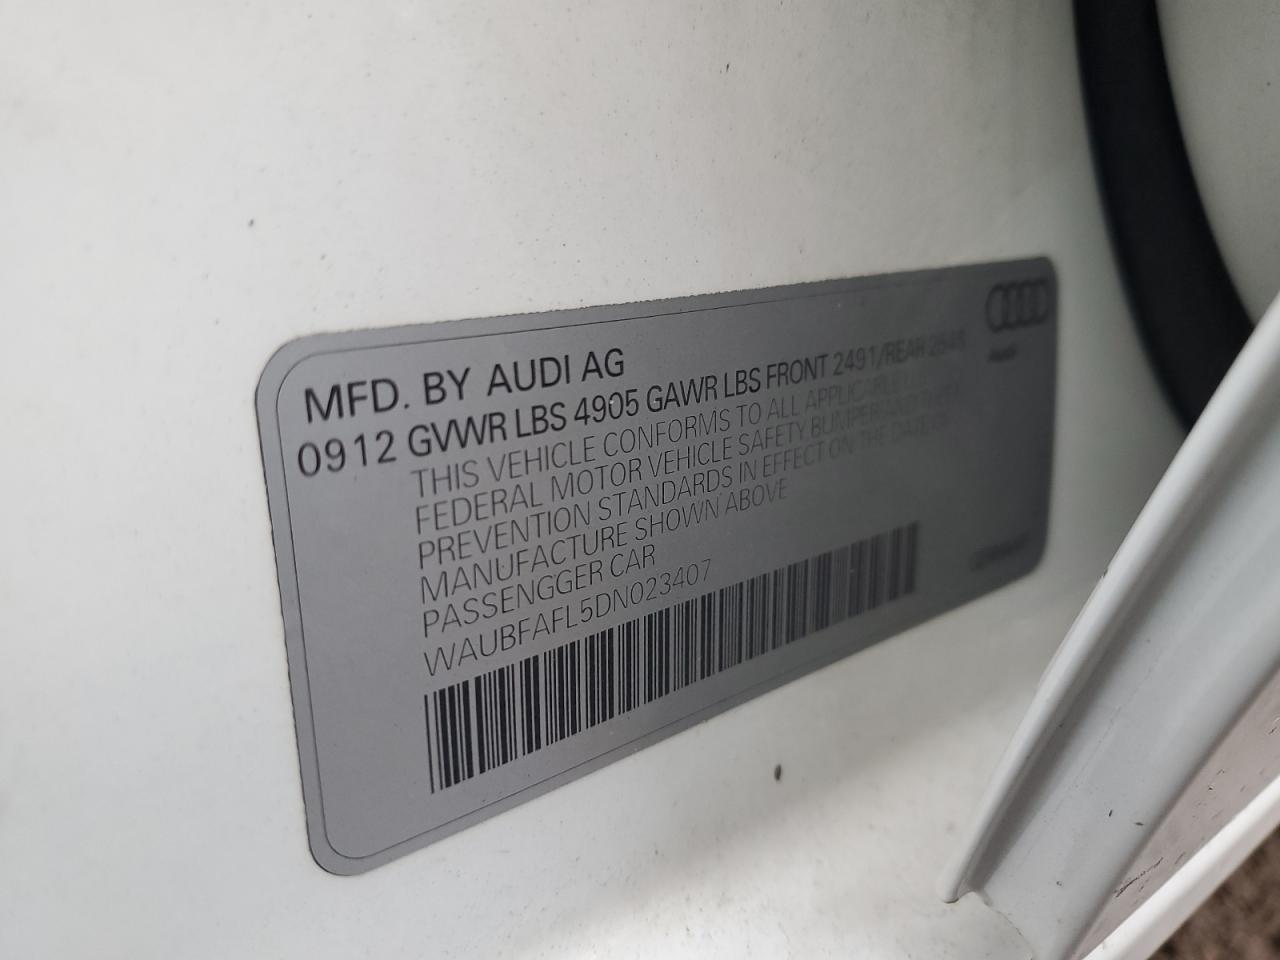 MFD. BY AUDI AG
0912 GVWR LBS 4905 GAWR LBS FRONT 2491/REAR
THIS VEHICLE CONFORMS TO ALL APPLICABLE
FEDERAL MOTOR VEHICLE SAFETY, BUMPER AND THEFT
PREVENTION STANDARDS IN EFFECT ON THE DATE OF
MANUFACTURE SHOWN ABOVE
PASSENGGER CAR
WAUBFAFL5DN023407